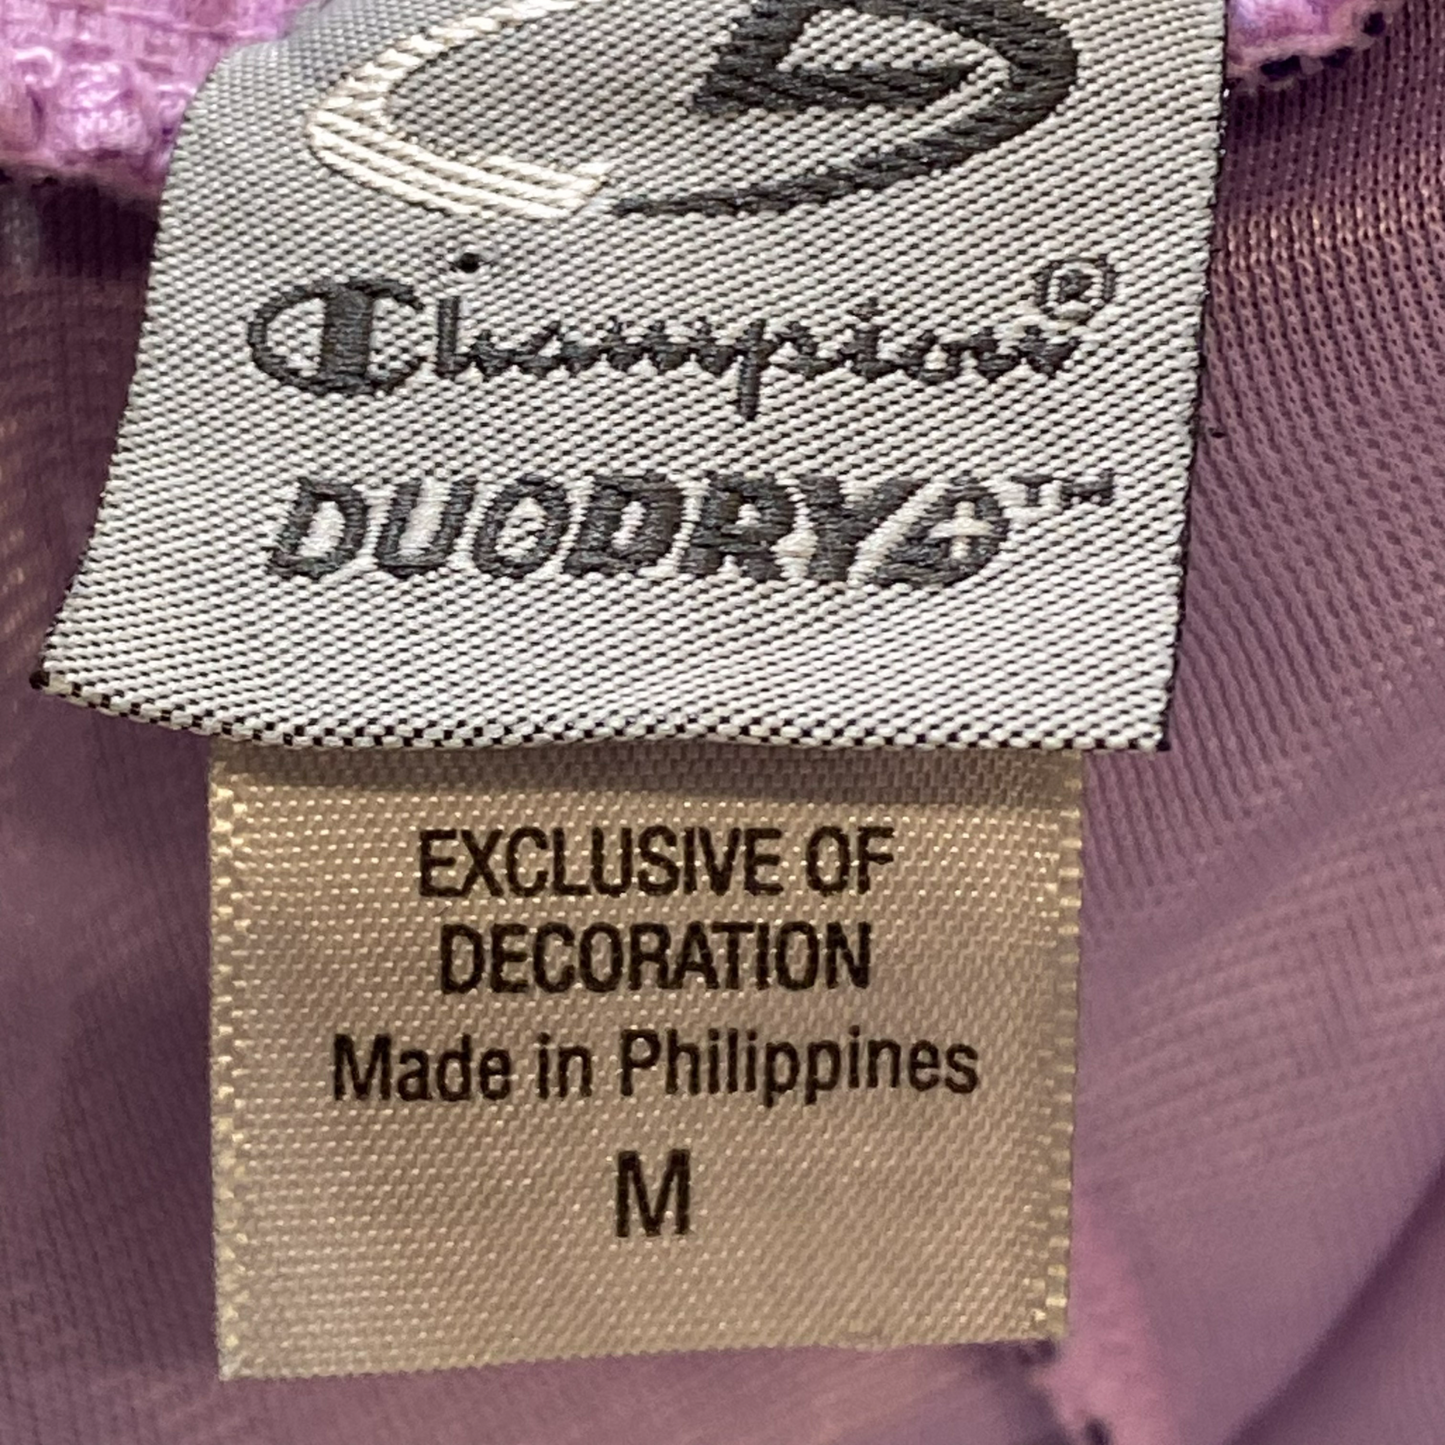 Champion®
DUODRY+™
EXCLUSIVE OF
DECORATION
Made in Philippines
M